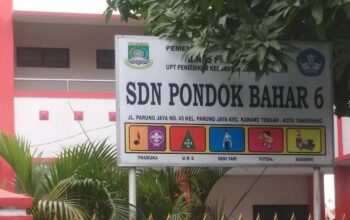 PEMERI
UPT PENDIDIKAN KEC.
SDN PONDOK BAHAR 6
JL. PARUNG JAYA NO. 45 KEL. PARUNG JAYA KEC. KARANG TENGAH - KOTA TANGERANG
PRAMUKA U K S SENI TARI FUTSAL MARAWIS